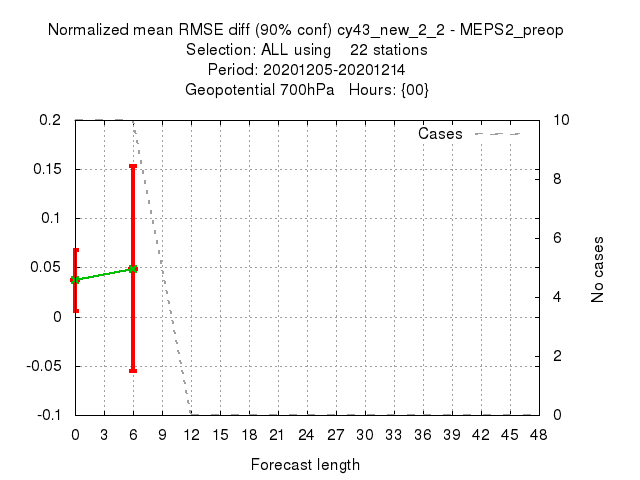 Normalized mean RMSE diff (90% conf) cy43_new_2_2 - MEPS2_preop
Selection: ALL using 22 stations
Period: 20201205-20201214
Geopotential 700hPa Hours: {00}
0.2 10
Cases
0.15 8
0.1 6
0.05 4
0
-0.05 2
-0.1 0
No cases
0 3 6 9 12 15 18 21 24 27 30 33 36 39 42 45 48
Forecast length